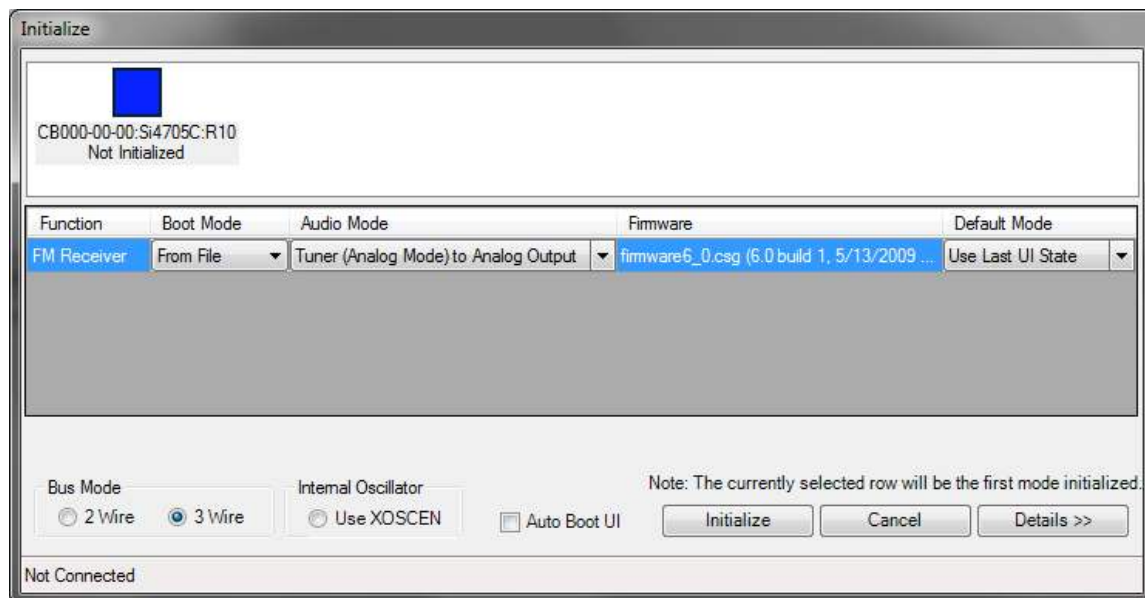 Initialize
CB000-00-00:Si4705C:R10
Not Initialized
Function Boot Mode Audio Mode Firmware Default Mode
FM Receiver From File Tuner (Analog Mode) to Analog Output firmware6_0.csg (6.0 build 1, 5/13/2009 ... Use Last UI State
Note: The currently selected row will be the first mode initialized.
Bus Mode Internal Oscillator
2 Wire 3 Wire Use XOSCEN Auto Boot UI Initialize Cancel Details >>
Not Connected